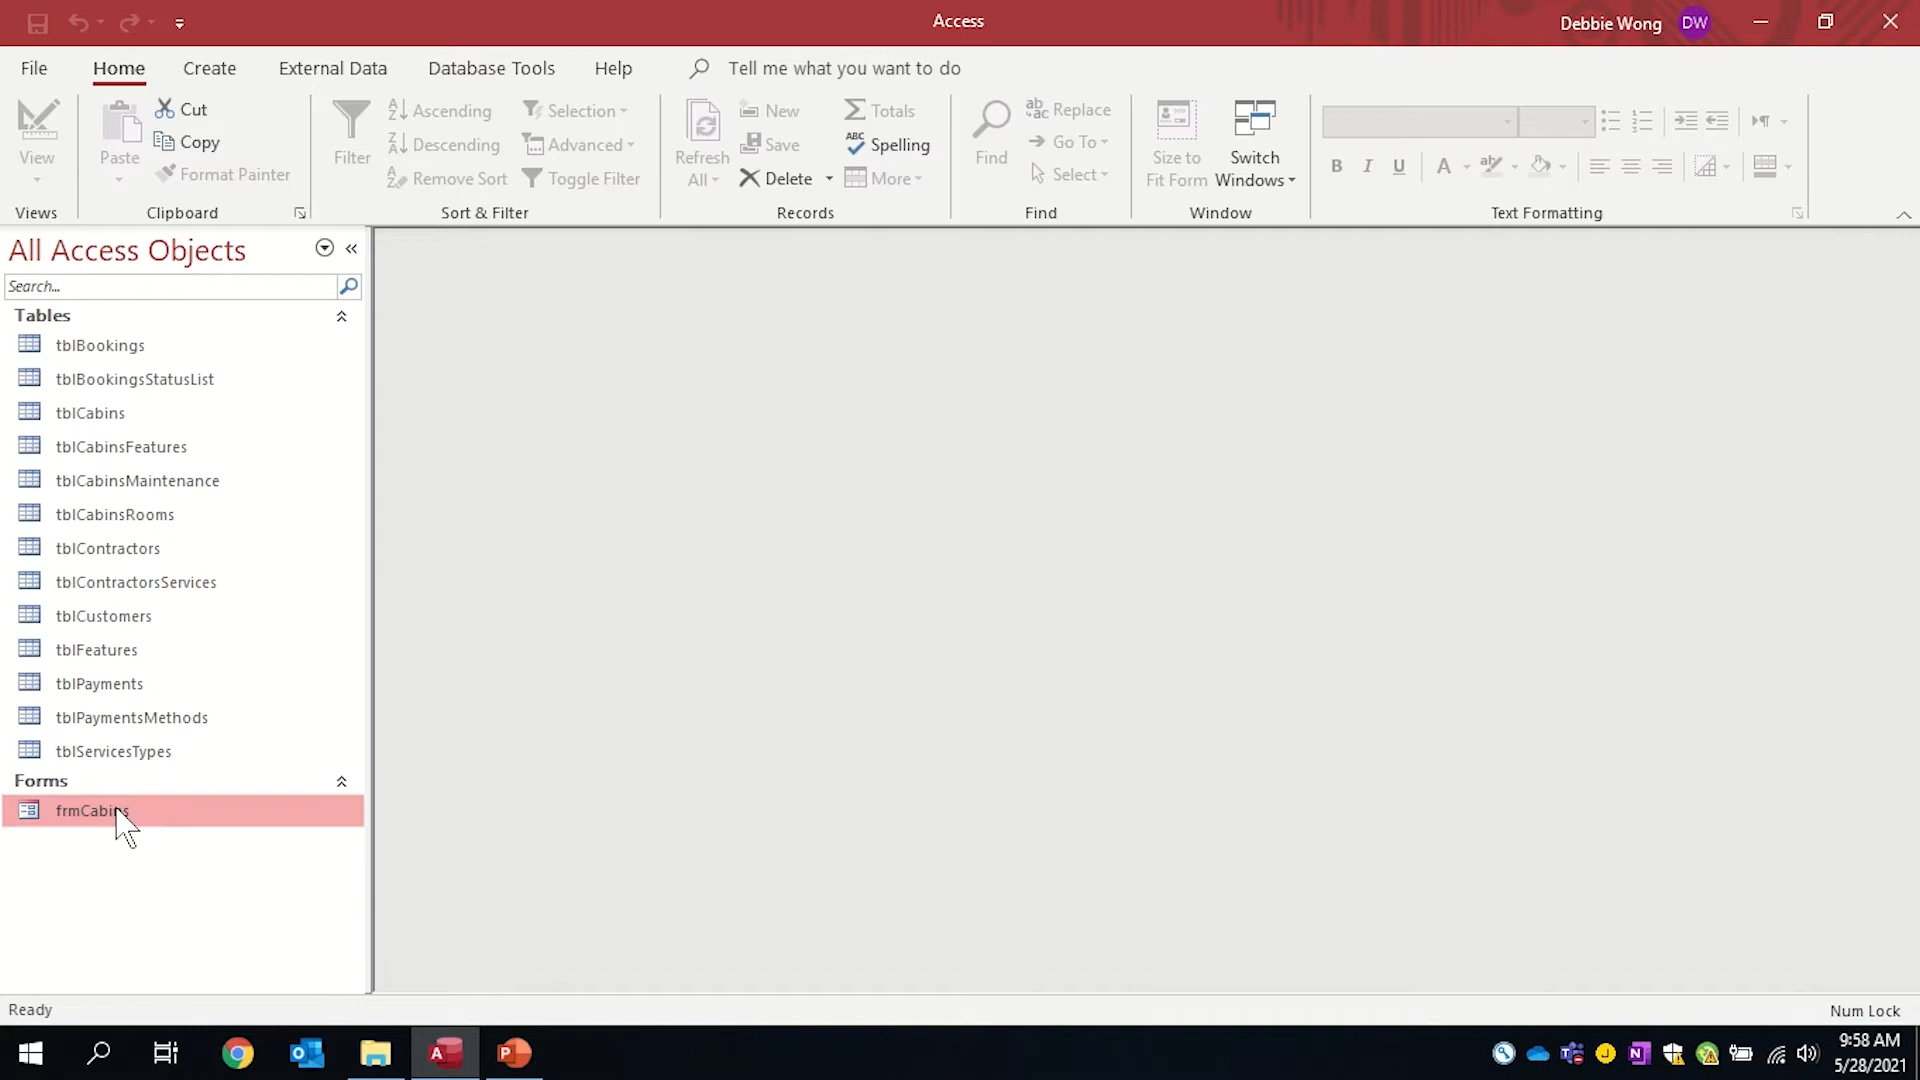 Access
Debbie Wong DW
File Home Create External Data Database Tools Help Tell me what you want to do
View
Views
Paste
Cut
Copy
Format Painter
Clipboard
Filter
Ascending
Descending
Remove Sort
Selection
Advanced
Toggle Filter
Sort & Filter
Refresh
All
New
Save
Delete
Totals
Spelling
More
Records
Find
Replace
Go To
Select
Find
Size to
Fit Form
Switch
Windows
Window
B I U A
Text Formatting
All Access Objects
Search...
Tables
tblBookings
tblBookingsStatusList
tblCabins
tblCabinsFeatures
tblCabinsMaintenance
tblCabinsRooms
tblContractors
tblContractorsServices
tblCustomers
tblFeatures
tblPayments
tblPaymentsMethods
tblServicesTypes
Forms
frmCabins
Ready
Num Lock
9:58 AM
5/28/2021